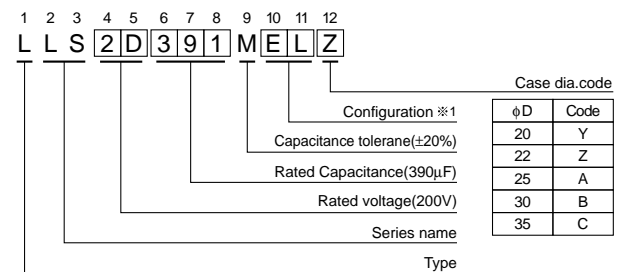 1 2 3 4 5 6 7 8 9 10 11 12
L L S 2 D 3 9 1 M E L Z
Case dia.code
Configuration ※1
Capacitance tolerane(±20%)
Rated Capacitance(390µF)
Rated voltage(200V)
Series name
Type
φD Code
20 Y
22 Z
25 A
30 B
35 C